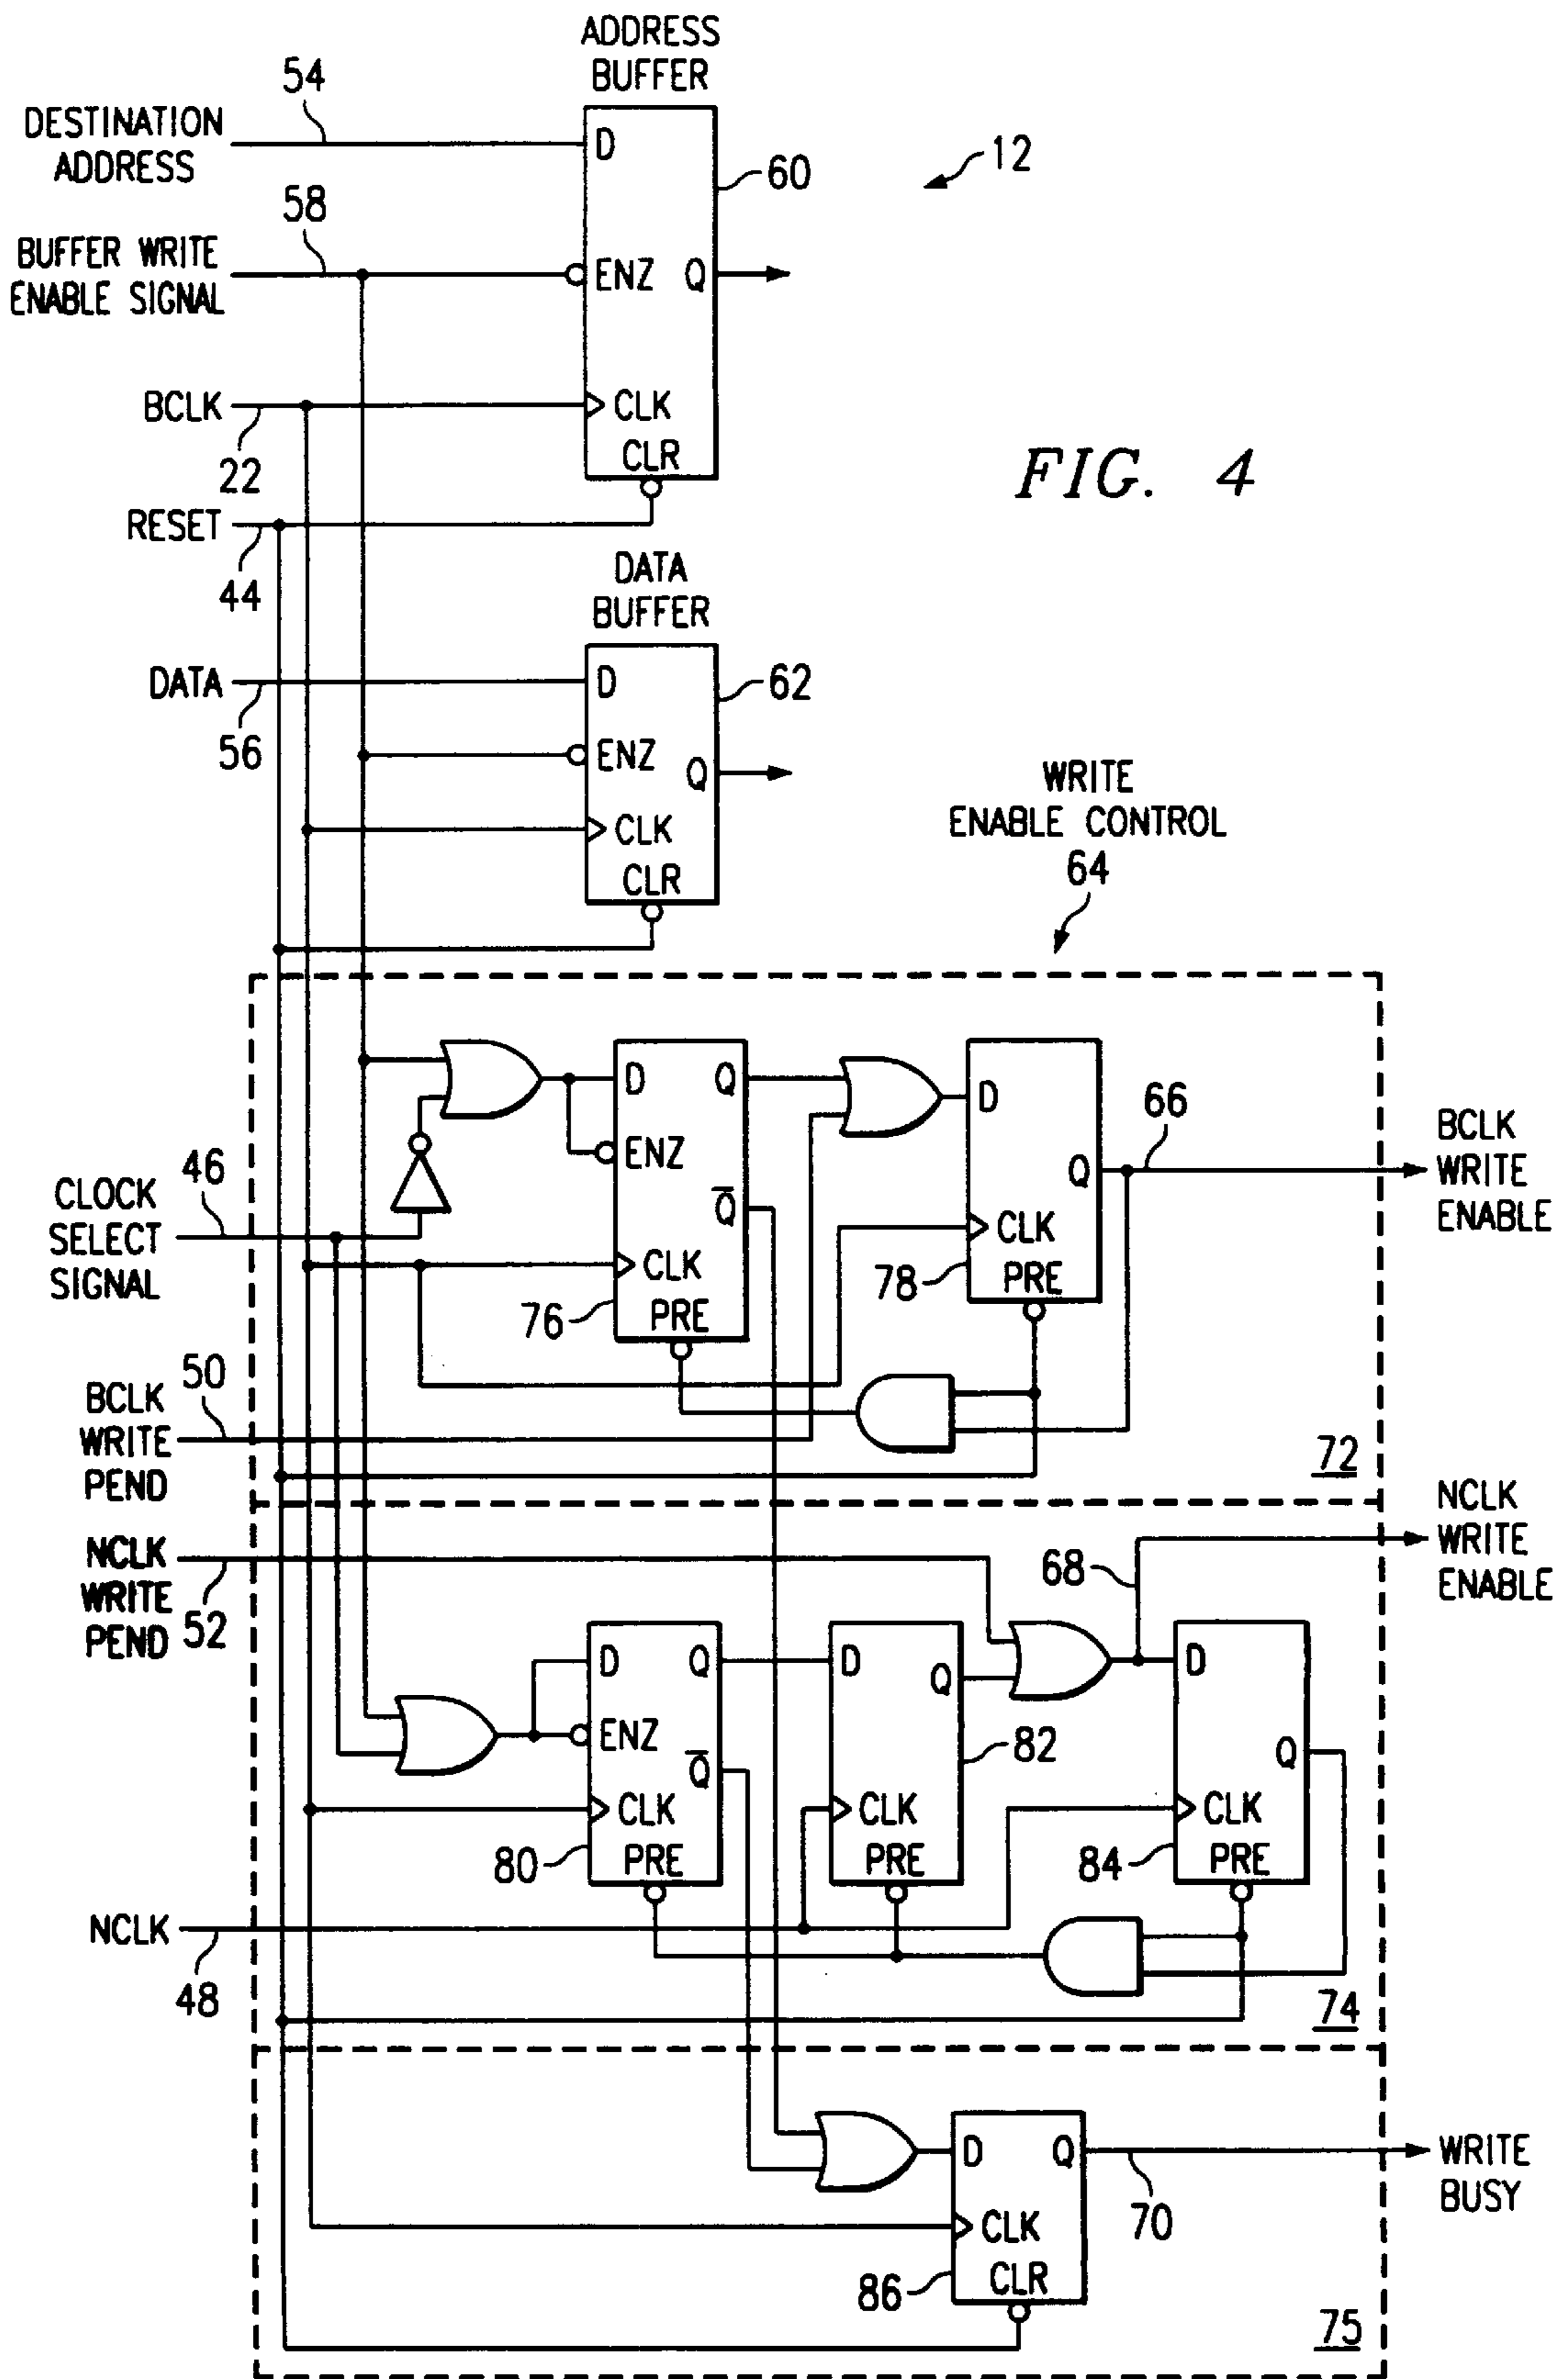 ADDRESS
BUFFER
54
DESTINATION
ADDRESS
D
12
60
58
BUFFER WRITE
ENABLE SIGNAL
ENZ Q
BCLK
CLK
22
CLR
FIG. 4
RESET
44
DATA
BUFFER
DATA
D
62
56
ENZ
Q
WRITE
ENABLE CONTROL
64
CLK
CLR
D Q
D
66
BCLK
WRITE
ENABLE
ENZ
Q
46
CLOCK
SELECT
SIGNAL
Q̅
CLK
CLK
78
PRE
76
PRE
50
BCLK
WRITE
PEND
72
NCLK
WRITE
ENABLE
NCLK
WRITE
PEND
52
68
D Q
D
Q
D
ENZ
Q̅
82
Q
CLK
CLK
CLK
80
PRE
PRE
84
PRE
NCLK
48
74
D Q
WRITE
BUSY
70
CLK
86
CLR
75